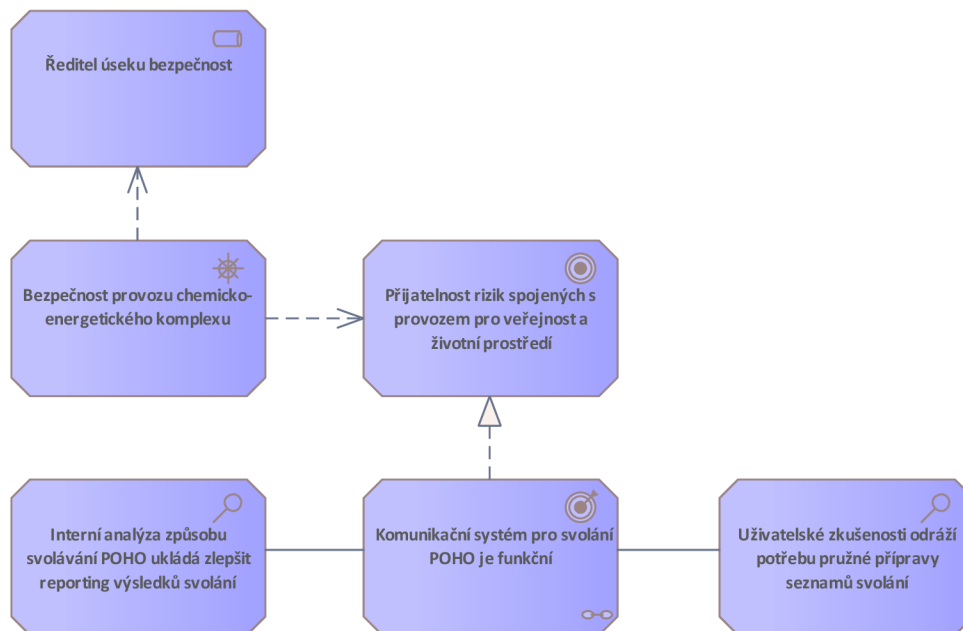 Ředitel úseku bezpečnost
Bezpečnost provozu chemicko-
energetického komplexu
Přijatelnost rizik spojených s
provozem pro veřejnost a
životní prostředí
Interní analýza způsobu
svolávání POHO ukládá zlepšit
reporting výsledků svolání
Komunikační systém pro svolání
POHO je funkční
Uživatelské zkušenosti odráží
potřebu pružné přípravy
seznamů svolání